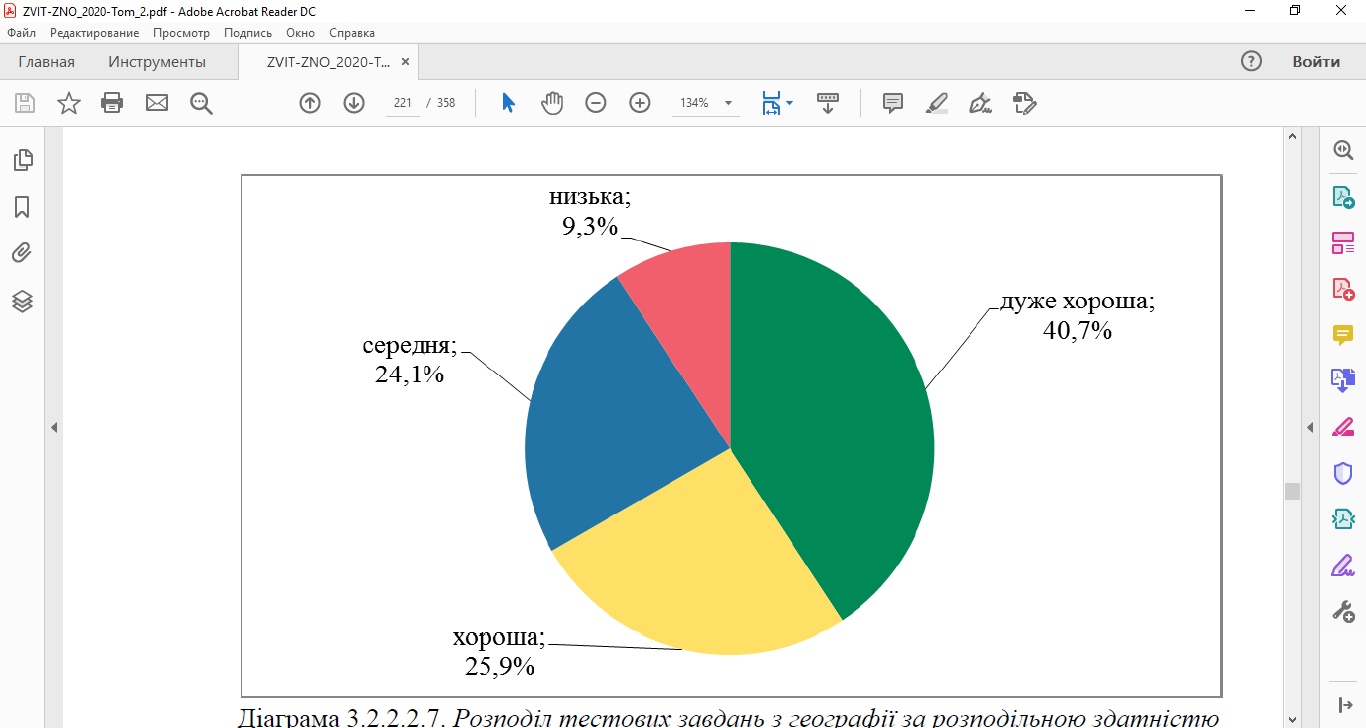 ZVIT-ZNO_2020-Tom_2.pdf - Adobe Acrobat Reader DC
Файл Редактирование Просмотр Подпись Окно Справка
Главная Инструменты ZVIT-ZNO_2020-T... × Войти
221 / 358 134%
низька;
9,3%
дуже хороша;
40,7%
середня;
24,1%
хороша;
25,9%
Діаграма 3.2.2.2.7. Розподіл тестових завдань з географії за розподільною здатністю